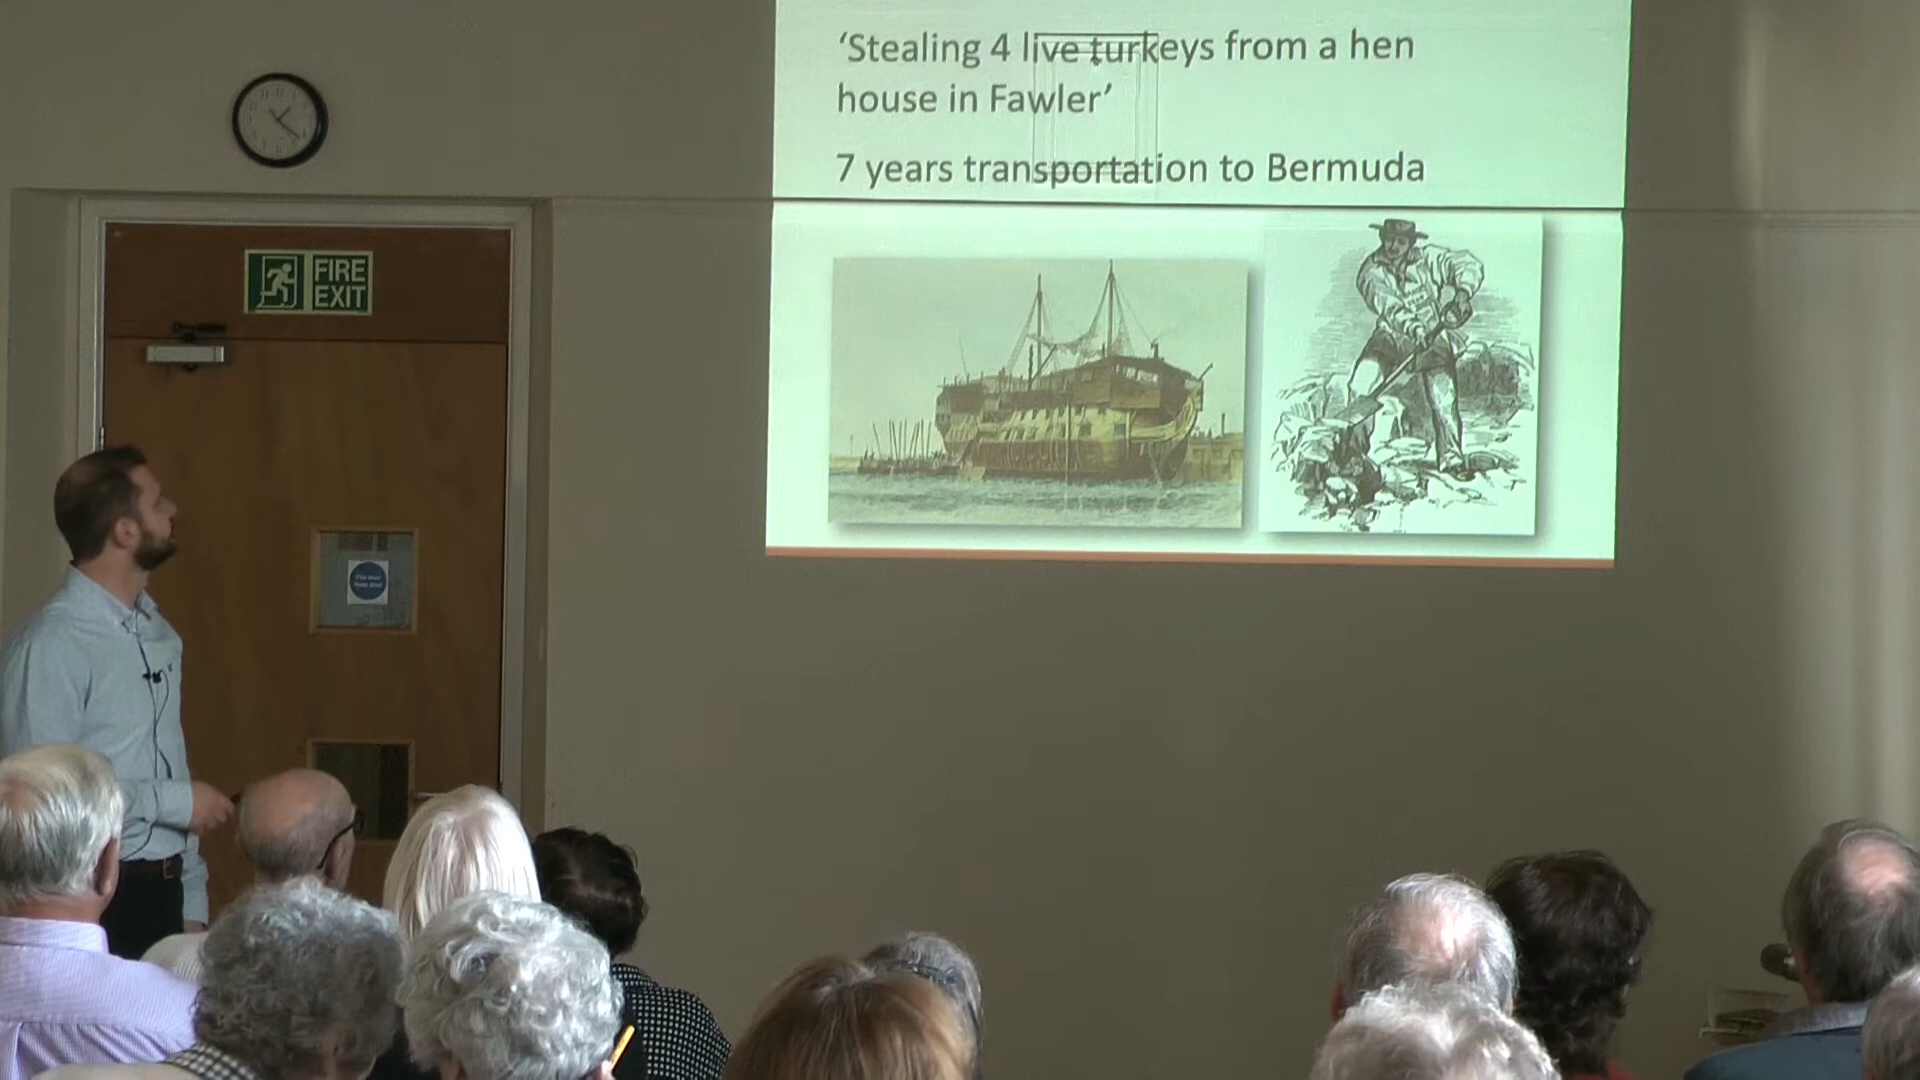 ‘Stealing 4 live turkeys from a hen
house in Fawler’
7 years transportation to Bermuda
FIRE
EXIT